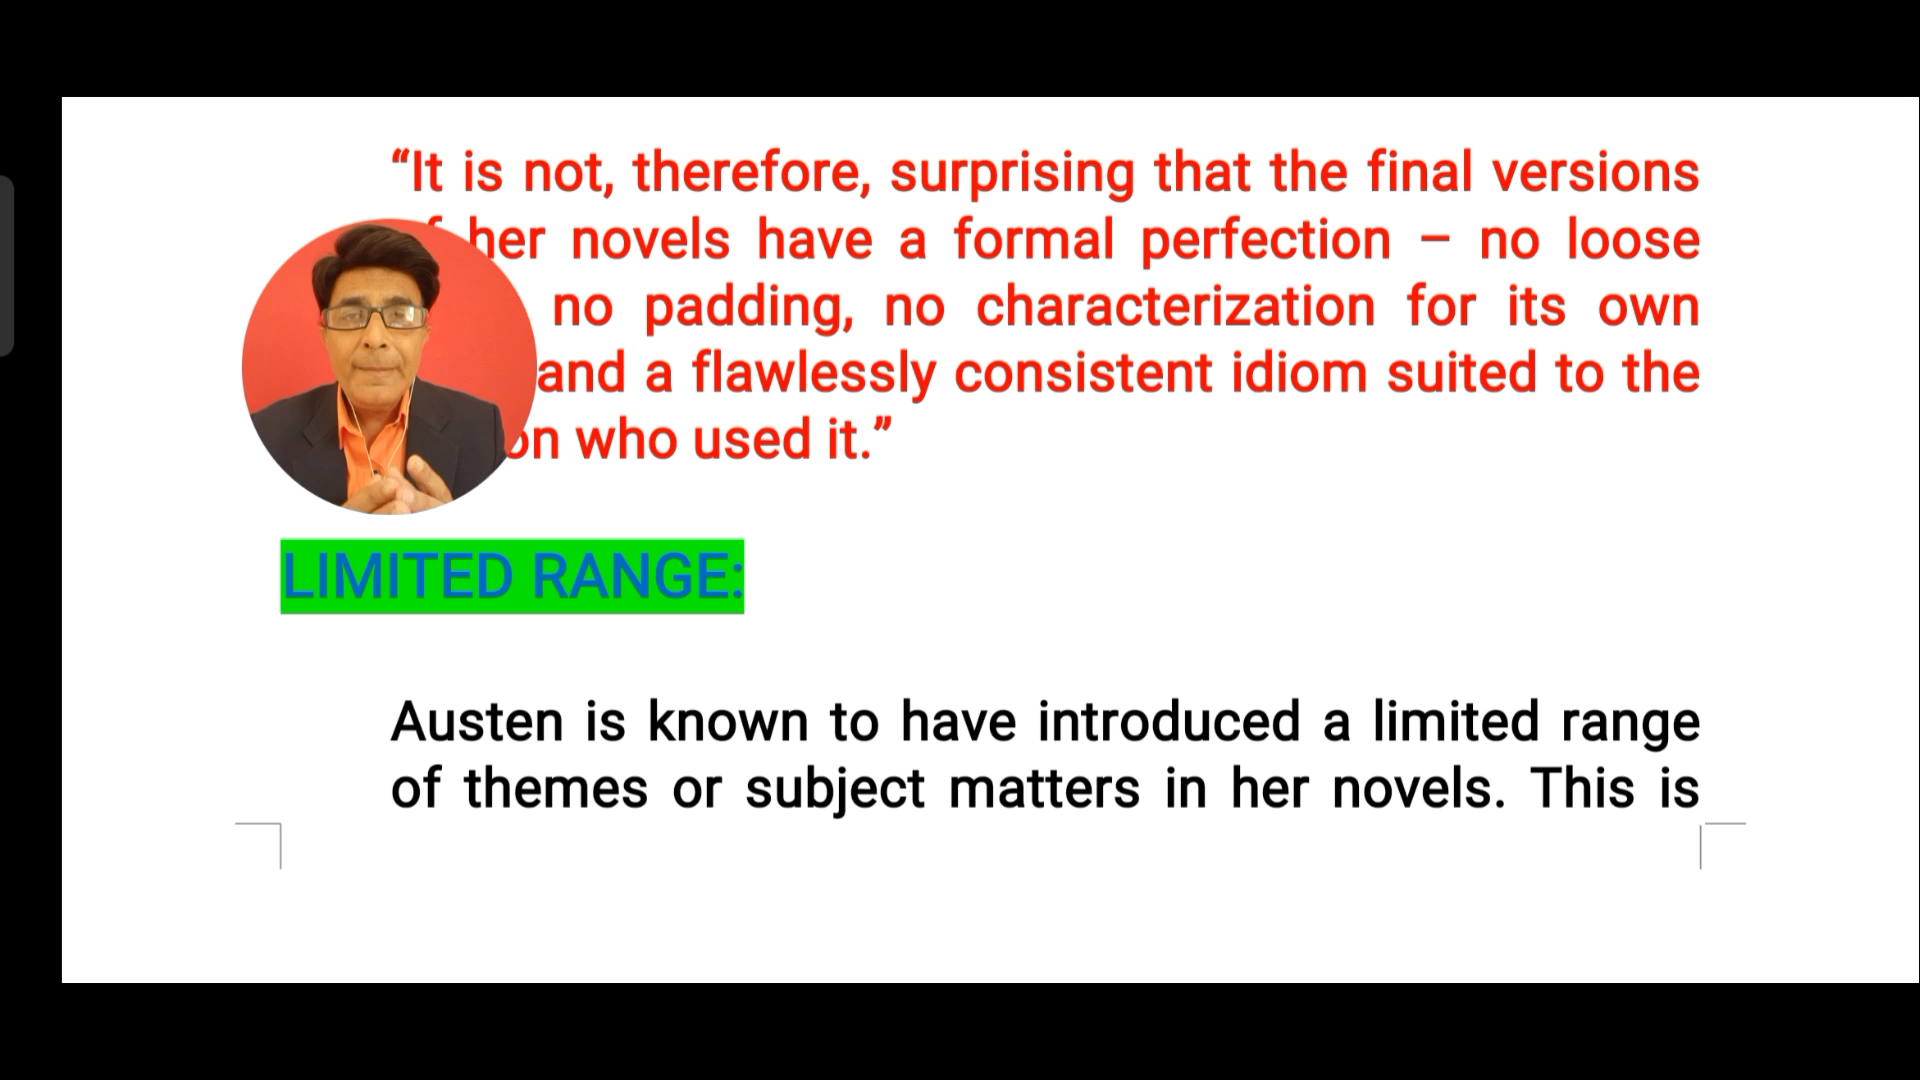 “It is not, therefore, surprising that the final versions
her novels have a formal perfection – no loose
no padding, no characterization for its own
and a flawlessly consistent idiom suited to the
who used it.”
LIMITED RANGE:
Austen is known to have introduced a limited range
of themes or subject matters in her novels. This is